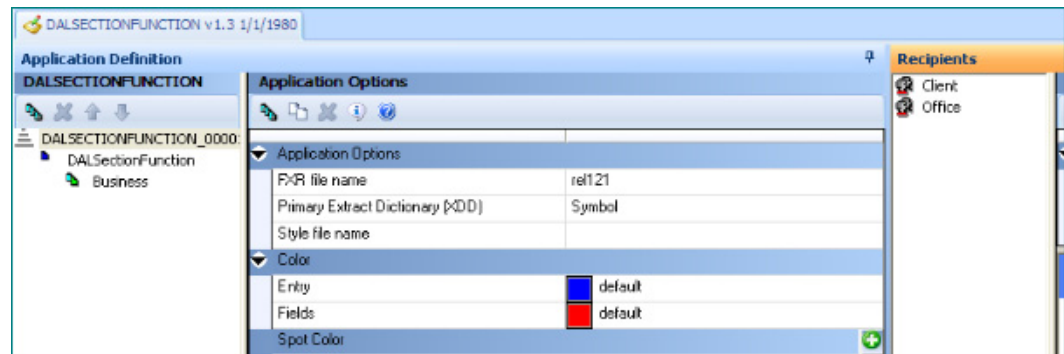 DALSECTIONFUNCTION v1.3 1/1/1980
Application Definition
Recipients
DALSECTIONFUNCTION
Application Options
Client
Office
DALSECTIONFUNCTION_0000
DALSectionFunction
Business
Application Options
FXR file name rel121
Primary Extract Dictionary (XDD) Symbol
Style file name
Color
Entry default
Fields default
Spot Color